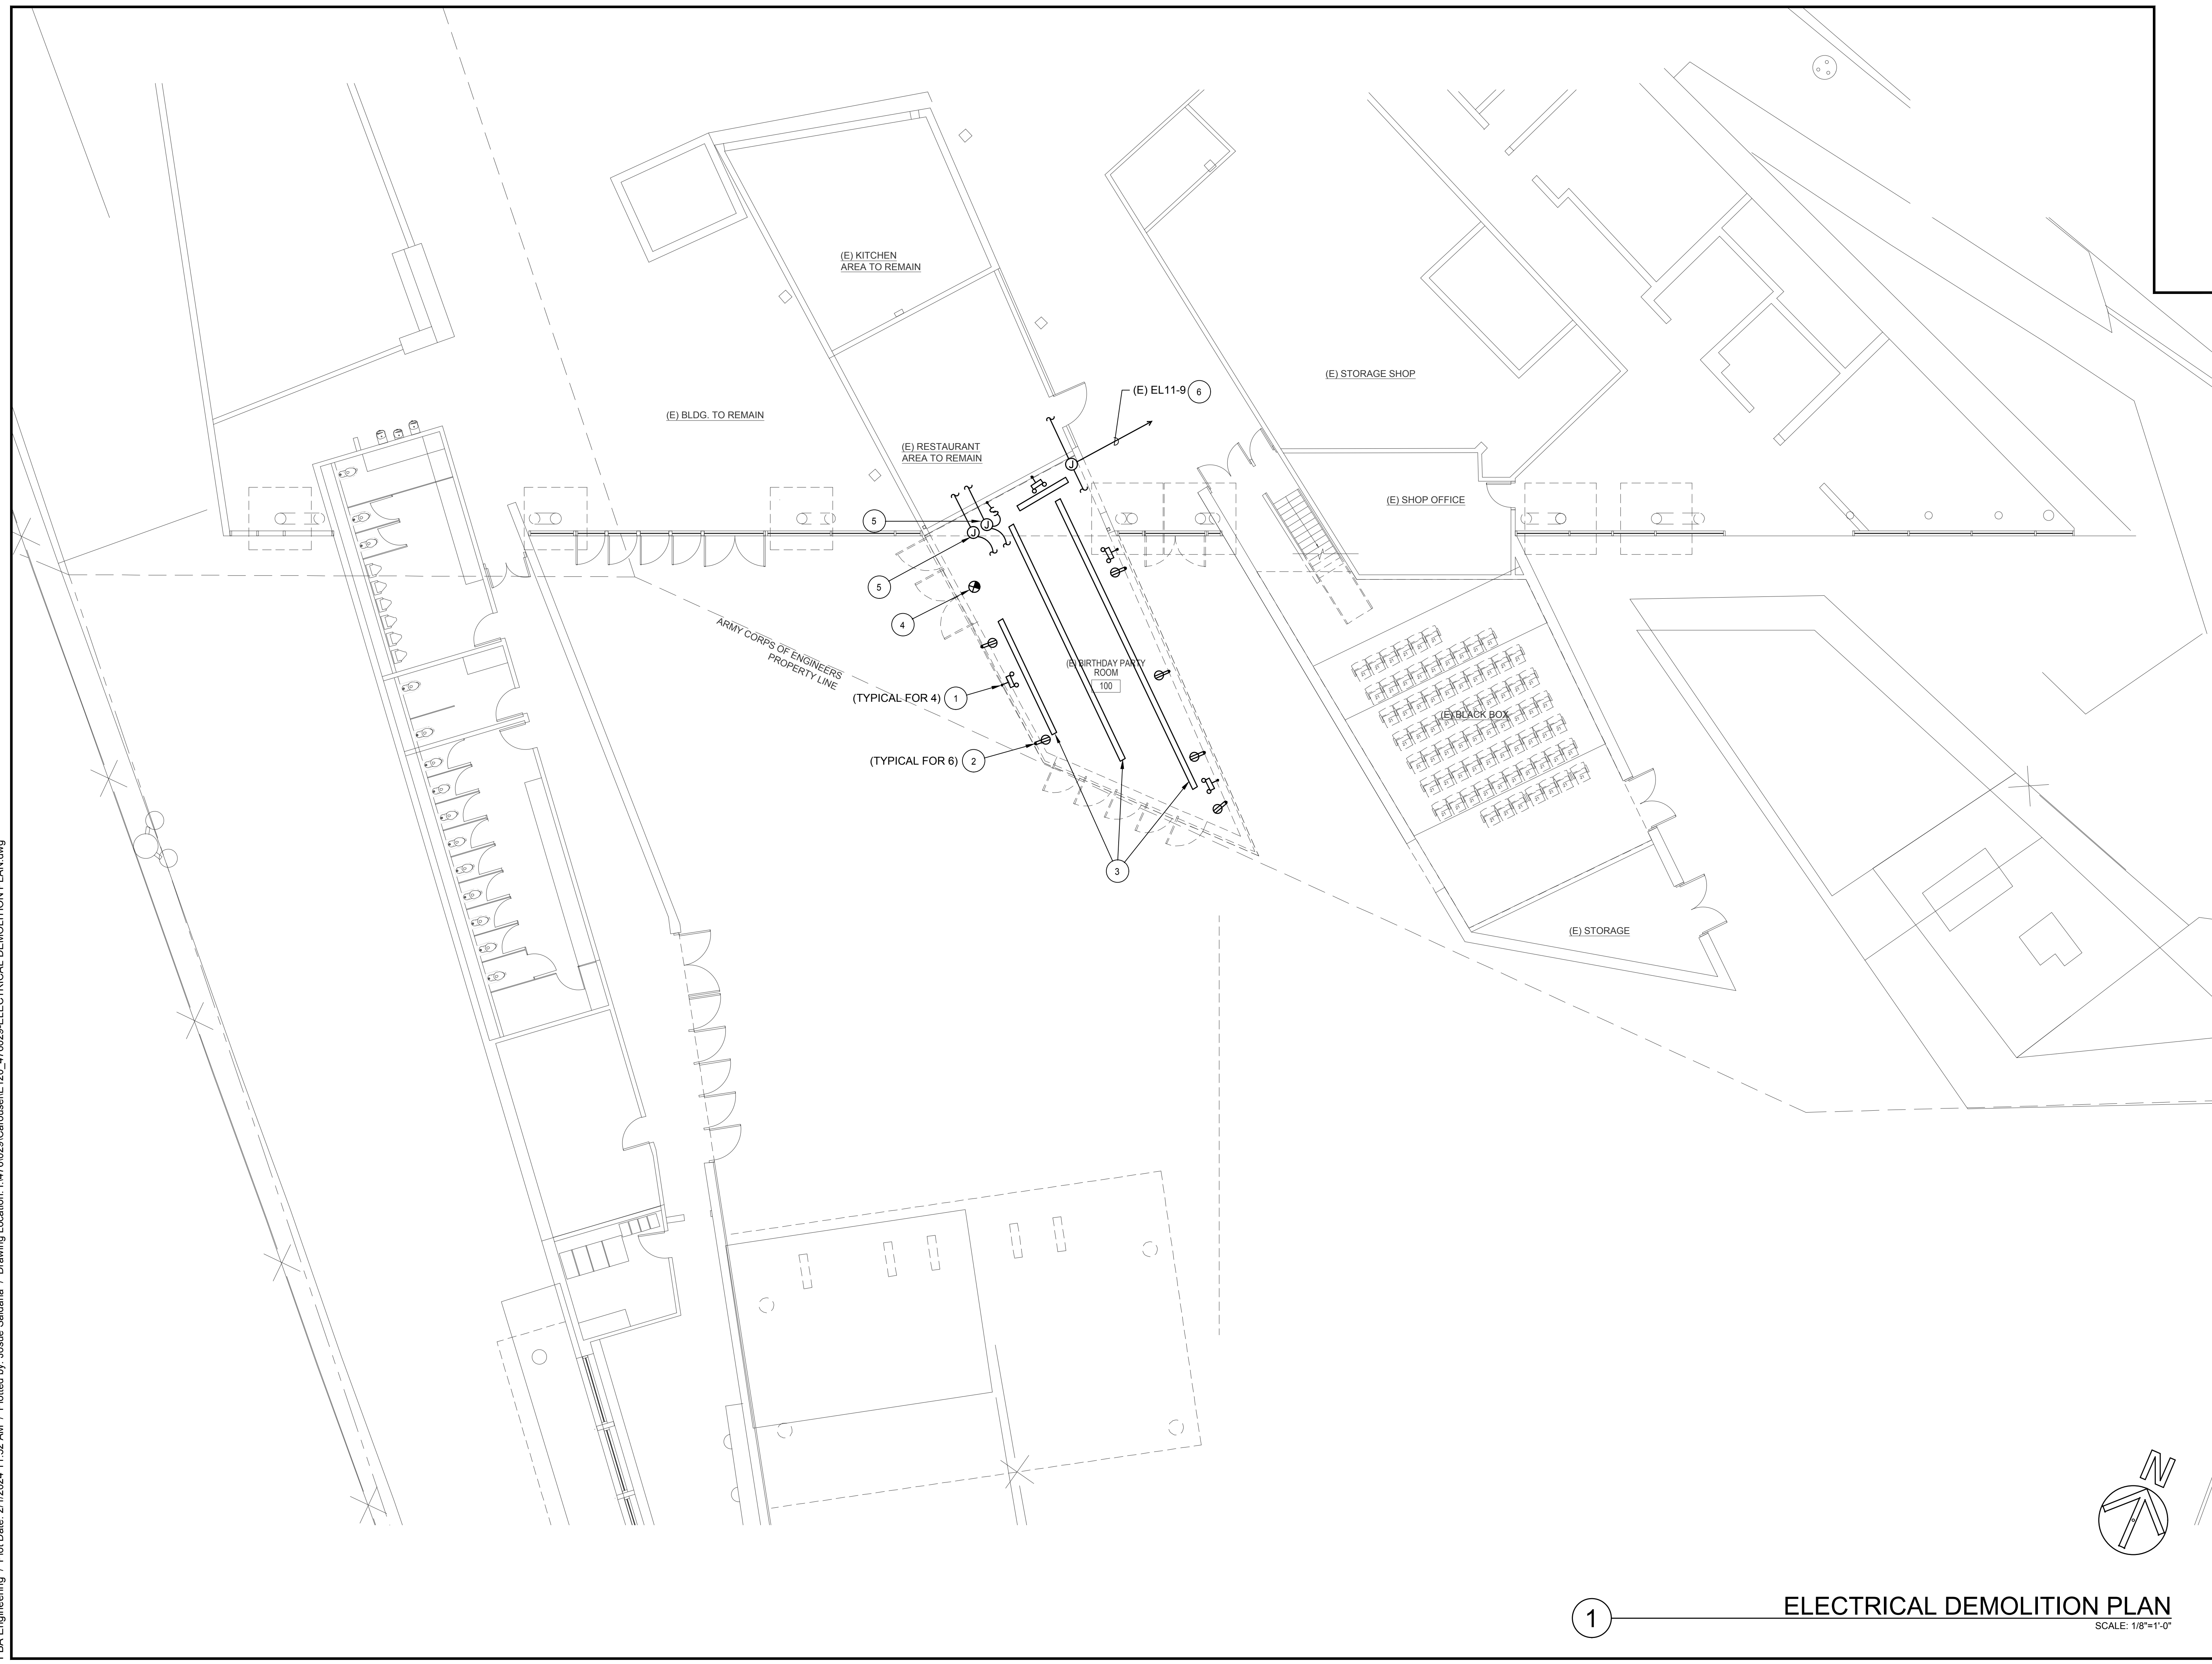 (E) KITCHEN
AREA TO REMAIN
(E) STORAGE SHOP
(E) EL11-9 6
(E) BLDG. TO REMAIN
(E) RESTAURANT
AREA TO REMAIN
(E) SHOP OFFICE
J
5
J
J
5
4
ARMY CORPS OF ENGINEERS
PROPERTY LINE
(E) BIRTHDAY PARTY
ROOM
100
(TYPICAL FOR 4) 1
(E) BLACK BOX
(TYPICAL FOR 6) 2
3
(E) STORAGE
N
1
ELECTRICAL DEMOLITION PLAN
SCALE: 1/8"=1'-0"